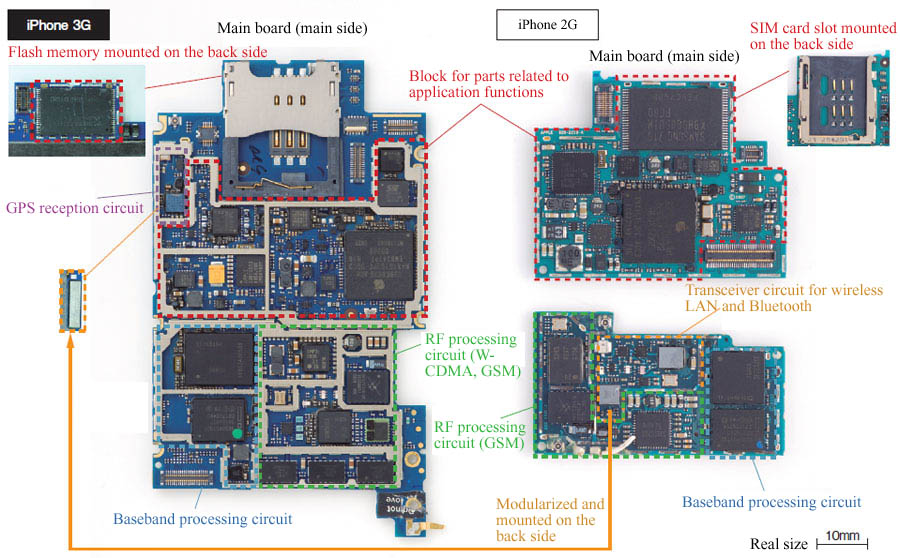 iPhone 3G
Main board (main side)
Flash memory mounted on the back side
iPhone 2G
Main board (main side)
SIM card slot mounted
on the back side
Block for parts related to
application functions
GPS reception circuit
Transceiver circuit for wireless
LAN and Bluetooth
RF processing
circuit (W-
CDMA, GSM)
RF processing
circuit (GSM)
Baseband processing circuit
Modularized and
mounted on the
back side
Baseband processing circuit
Real size
10mm